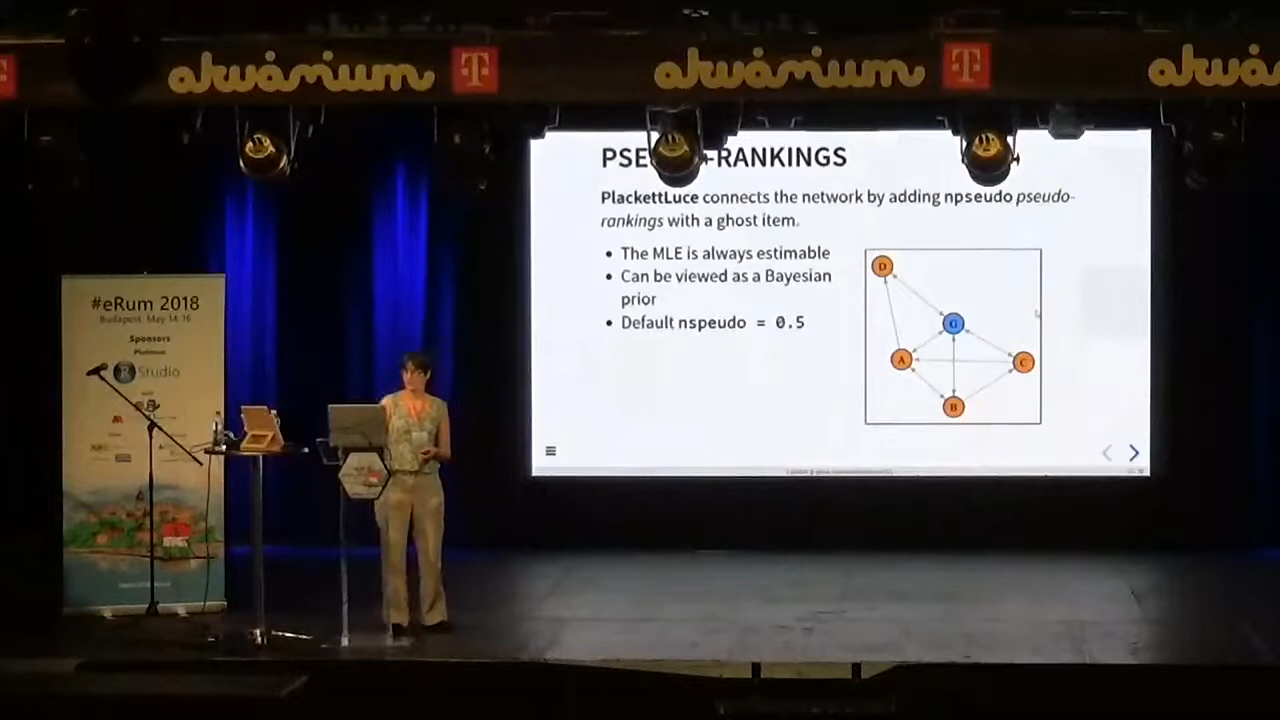 akvárium T akvárium T akvá
PSE -RANKINGS
PlackettLuce connects the network by adding npseudo pseudo-
rankings with a ghost item.
• The MLE is always estimable
• Can be viewed as a Bayesian
prior
• Default nspeudo = 0.5
D
G
A
C
B
#eRum 2018
Budapest, May 14-16
Sponsors
Platinum
R Studio